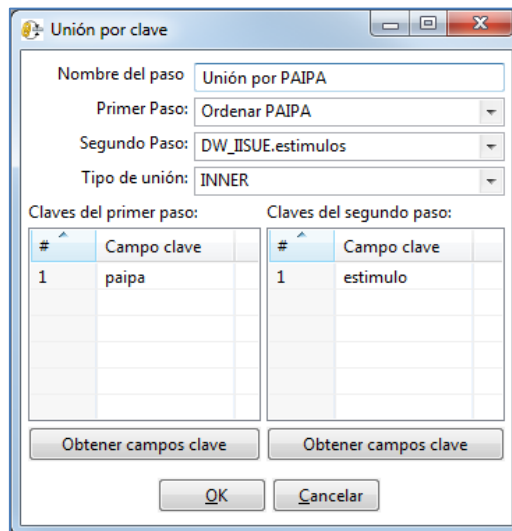 Unión por clave
Nombre del paso Unión por PAIPA
Primer Paso: Ordenar PAIPA
Segundo Paso: DW_IISUE.estimulos
Tipo de unión: INNER
Claves del primer paso: Claves del segundo paso:
# Campo clave # Campo clave
1 paipa 1 estimulo
Obtener campos clave Obtener campos clave
OK Cancelar